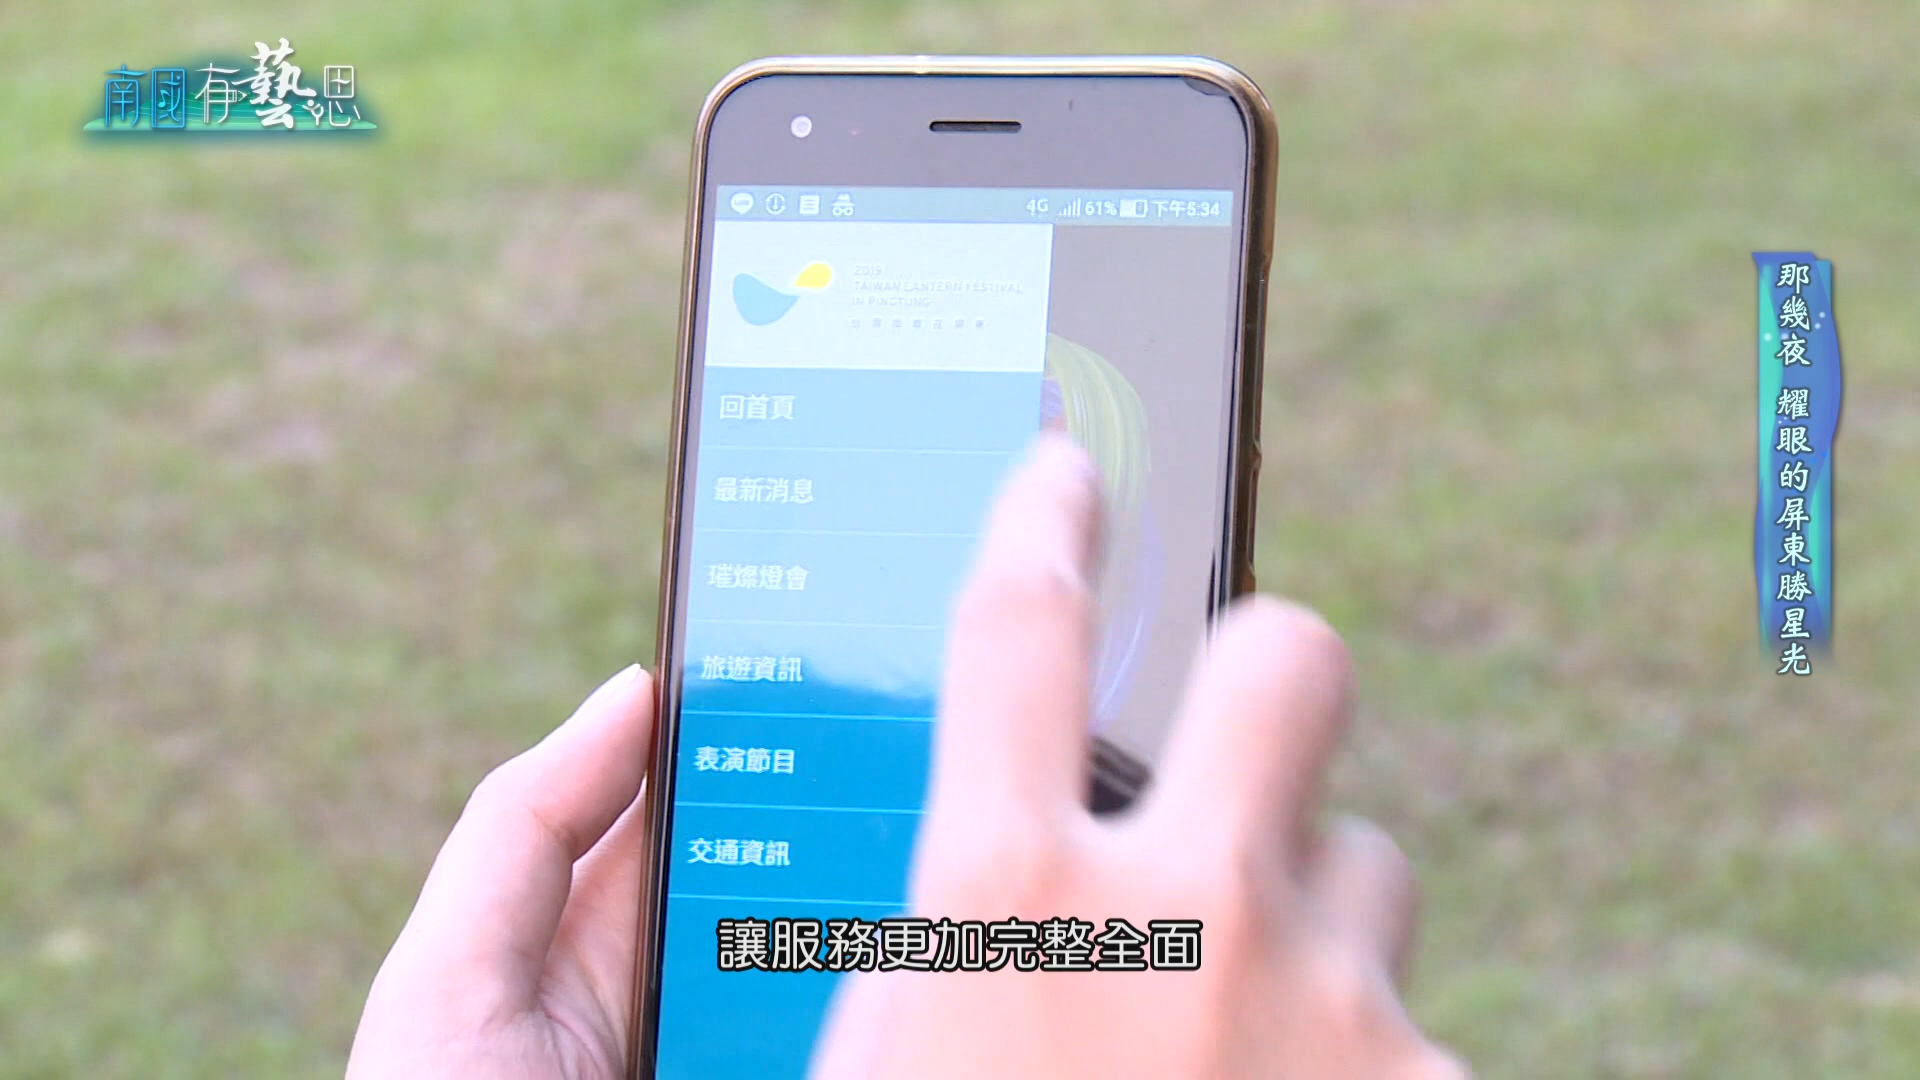 南國有藝思
4G 61% 下午5:34
2019
TAIWAN LANTERN FESTIVAL
IN PINGTUNG
回首頁
最新消息
璀燦燈會
旅遊資訊
表演節目
交通資訊
那幾夜 耀眼的屏東勝星光
讓服務更加完整全面